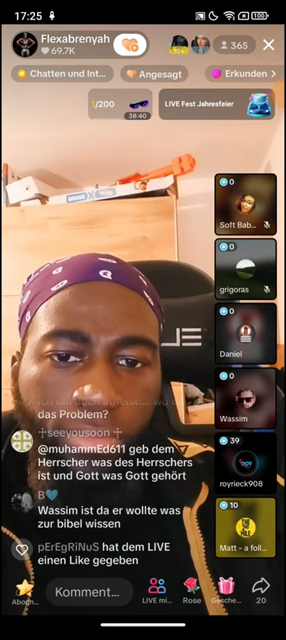 17:25
100
Flexabrenyah
69.7K
365
Chatten und Int...
Angesagt
Erkunden
1/200
38:40
LIVE Fest Jahresfeier
0
Soft Bab...
0
grigoras
0
Daniel
0
Wassim
39
royrieck908
10
Matt - a foll...
das Problem?
♱seeyousoon ♱
@muhammEd611 geb dem
Herrscher was des Herrschers
ist und Gott was Gott gehört
B🩵
Wassim ist da er wollte was
zur bibel wissen
pErEgRiNuS hat dem LIVE
einen Like gegeben
Abon...
Kommentar...
LIVE mi...
Rose
Gesche...
20